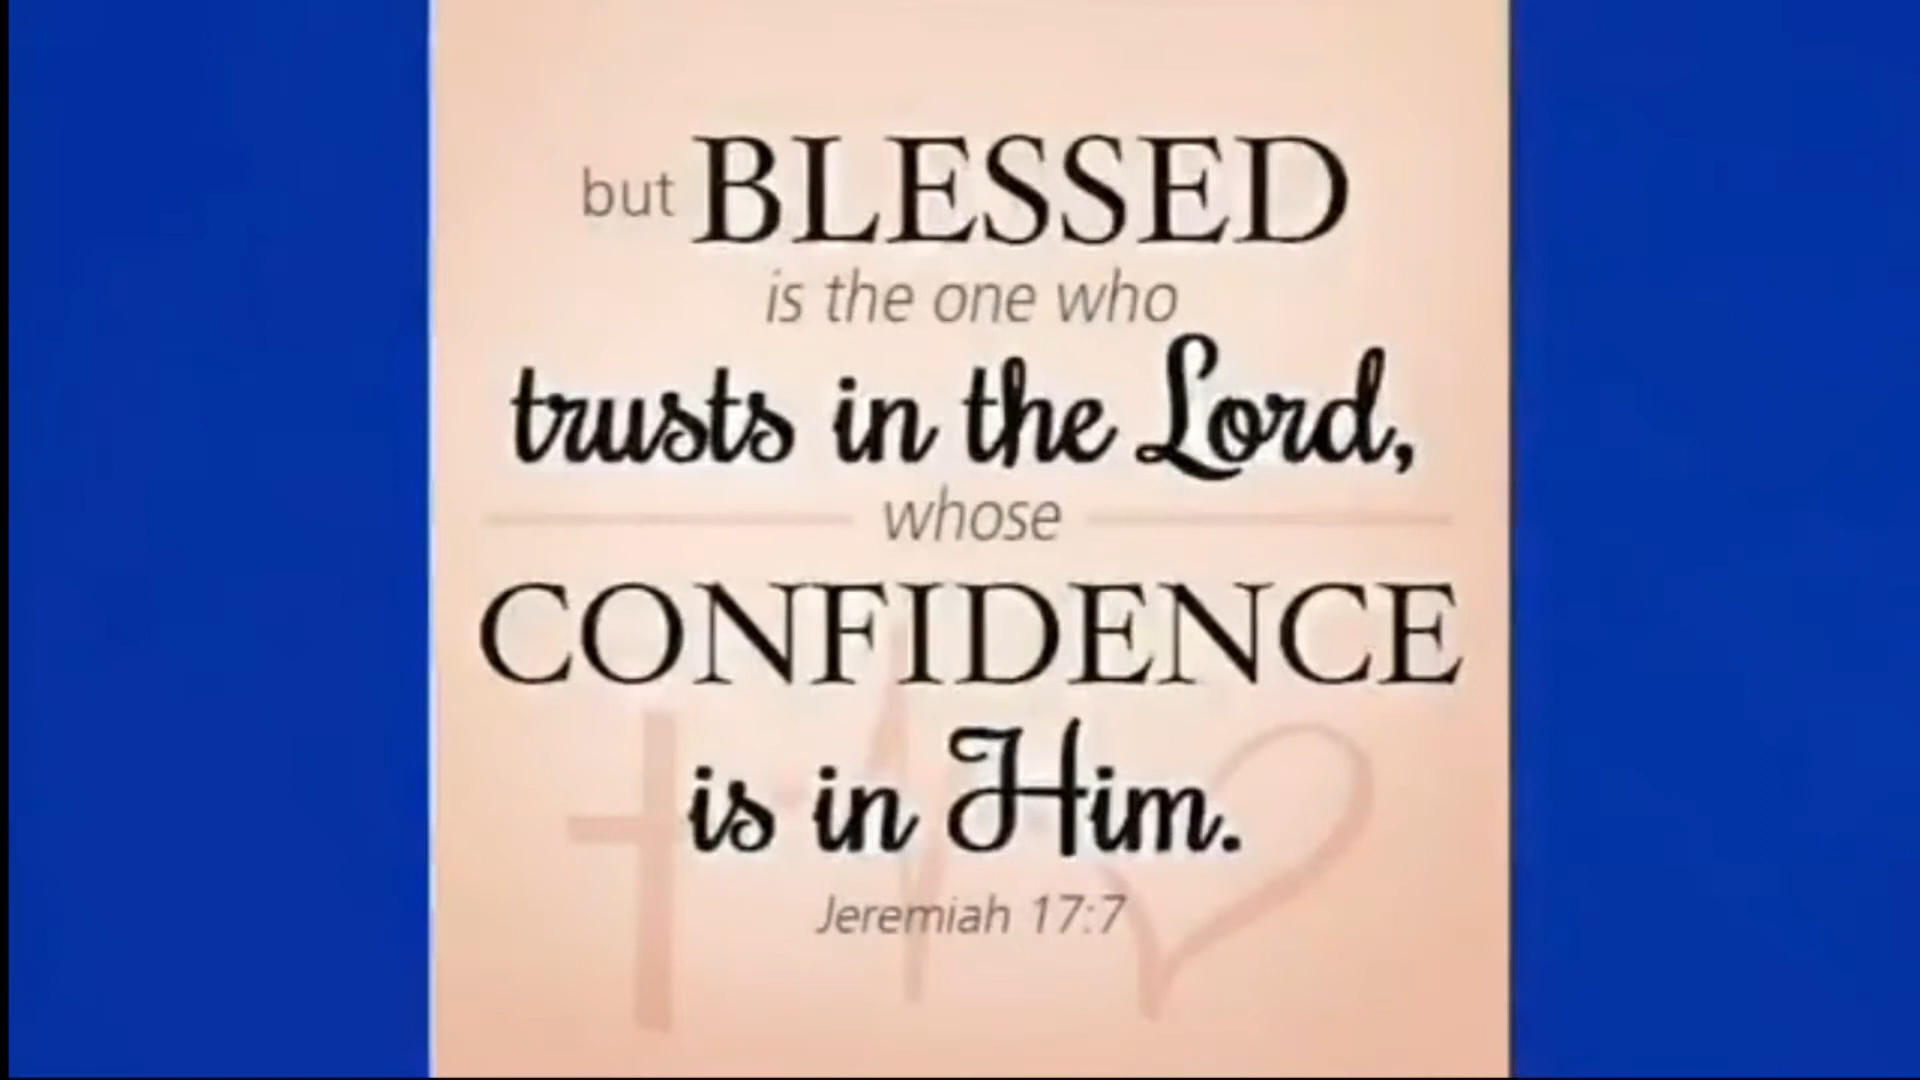 but BLESSED
is the one who
trusts in the Lord,
whose
CONFIDENCE
is in Him.
Jeremiah 17:7